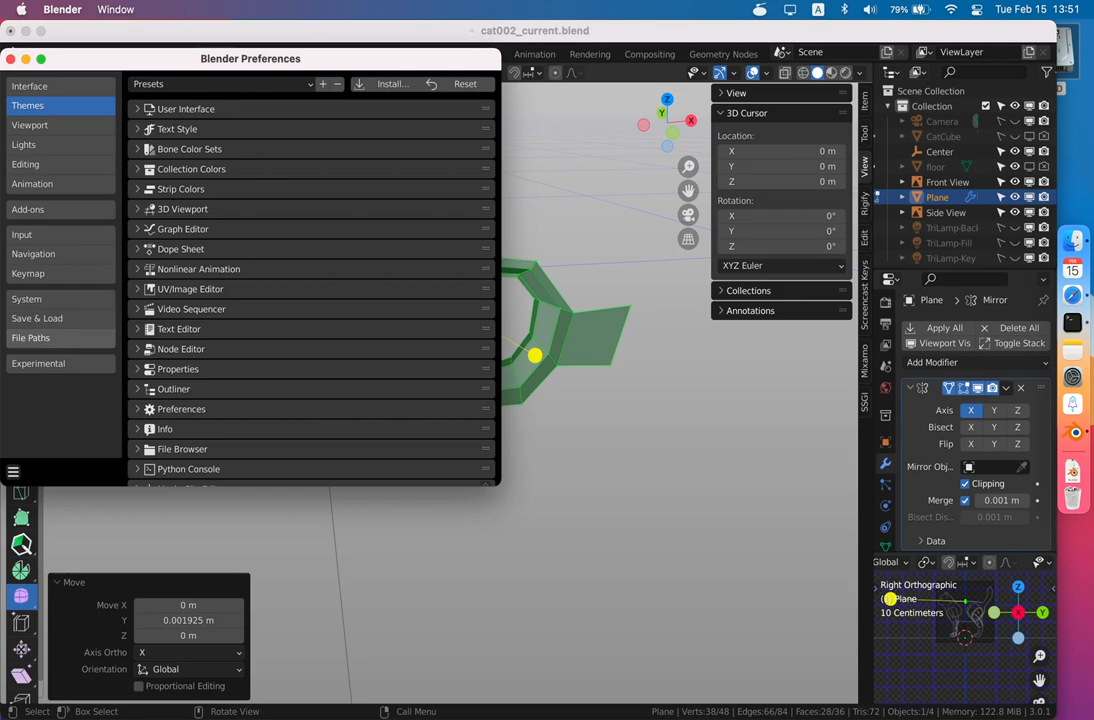 Blender Window A 79% Tue Feb 15 13:51
cat002_current.blend
Blender Preferences
Animation Rendering Compositing Geometry Nodes Scene ViewLayer
Interface
Themes
Viewport
Lights
Editing
Animation
Add-ons
Input
Navigation
Keymap
System
Save & Load
File Paths
Experimental
Presets Install... Reset
User Interface
Text Style
Bone Color Sets
Collection Colors
Strip Colors
3D Viewport
Graph Editor
Dope Sheet
Nonlinear Animation
UV/Image Editor
Video Sequencer
Text Editor
Node Editor
Properties
Outliner
Preferences
Info
File Browser
Python Console
Z
Y
X
View
3D Cursor
Location:
X 0 m
Y 0 m
Z 0 m
Rotation:
X 0°
Y 0°
Z 0°
XYZ Euler
Collections
Annotations
Item
Tool
View
Rigify
Edit
Screencast Keys
Mixamo
SSGI
Scene Collection
Collection
Camera
CatCube
Center
floor
Front View
Plane
Side View
TriLamp-Back
TriLamp-Fill
TriLamp-Key
Plane Mirror
Apply All Delete All
Viewport Vis Toggle Stack
Add Modifier
Axis X Y Z
Bisect X Y Z
Flip X Y Z
Mirror Obj...
Clipping
Merge 0.001 m
Bisect Dis... 0.001 m
Data
Global
Right Orthographic
Plane
10 Centimeters
Z
X
Y
FEB
15
Move
Move X 0 m
Y 0.001925 m
Z 0 m
Axis Ortho X
Orientation Global
Proportional Editing
Select Box Select Rotate View Call Menu Plane | Verts:38/48 | Edges:66/84 | Faces:28/36 | Tris:72 | Objects:1/4 | Memory: 122.8 MiB | 3.0.1